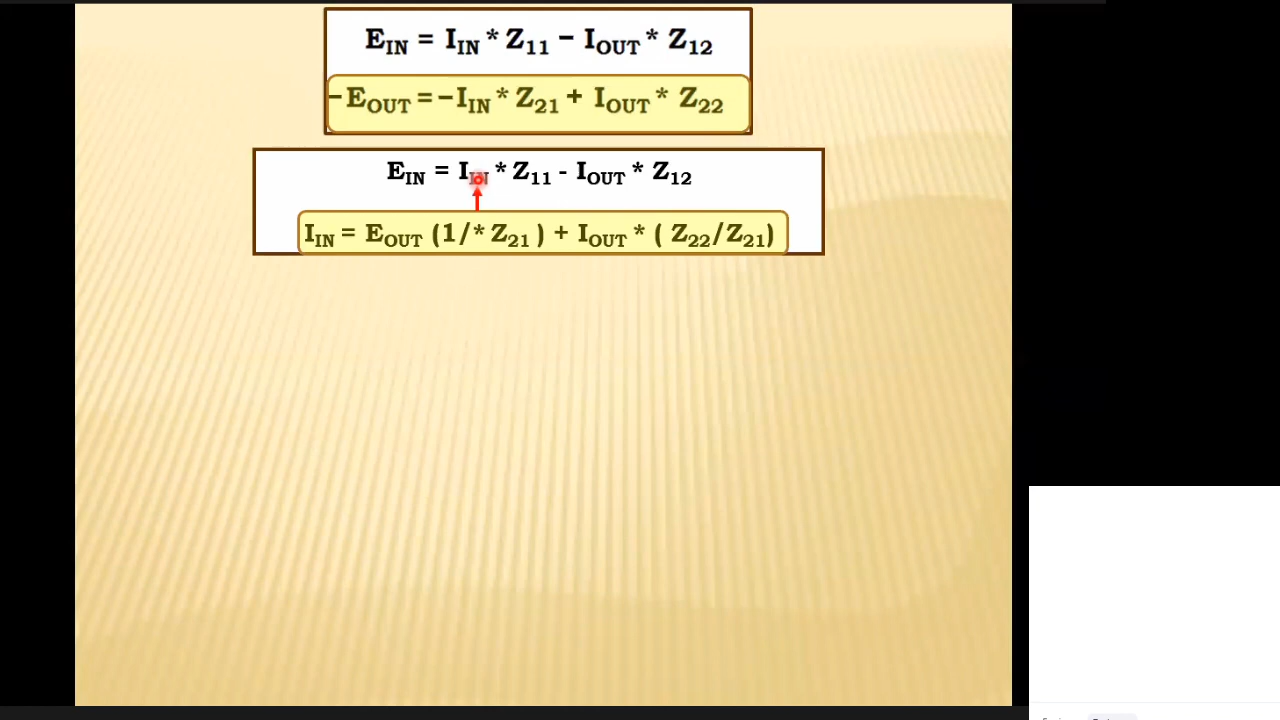 E_IN = I_IN * Z_11 – I_OUT * Z_12
–E_OUT = –I_IN * Z_21 + I_OUT * Z_22
E_IN = I_IN * Z_11 - I_OUT * Z_12
I_IN = E_OUT (1/* Z_21 ) + I_OUT * ( Z_22/Z_21)